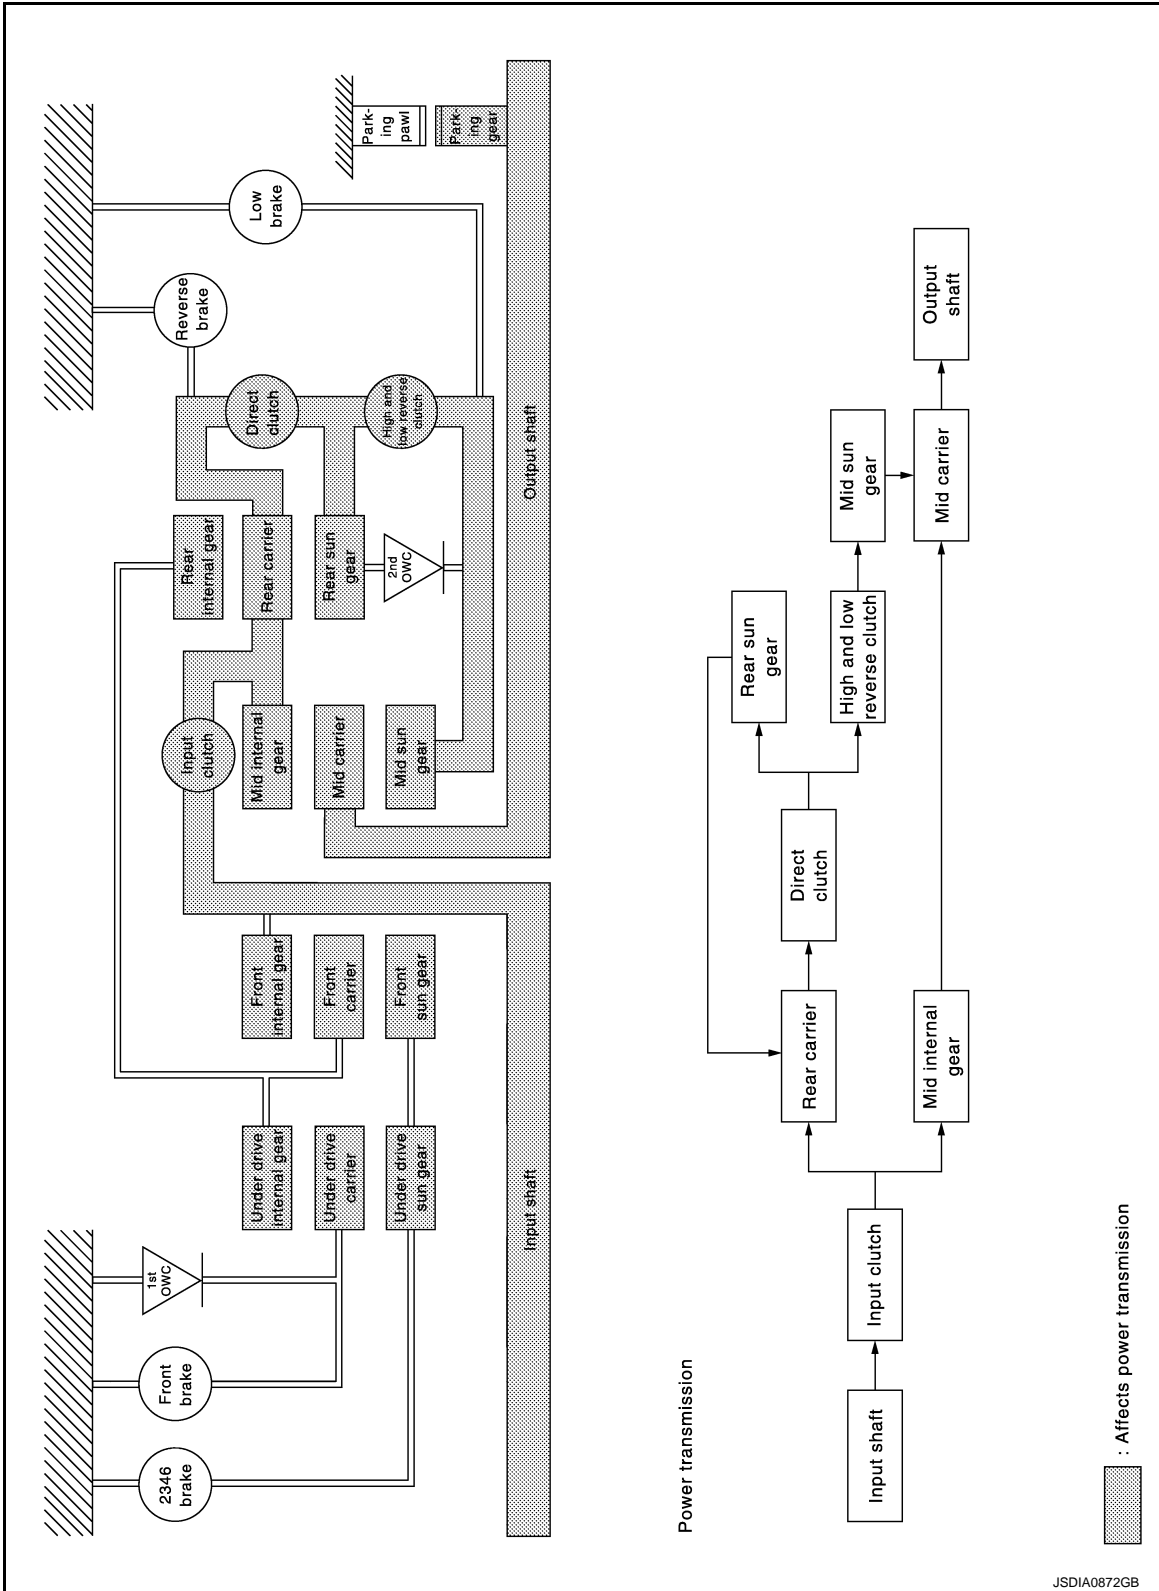 2346
brake
Front
brake
1st
OWC
Under drive
internal gear
Under drive
carrier
Under drive
sun gear
Front
internal gear
Front
carrier
Front
sun gear
Input shaft
Input
clutch
Mid internal
gear
Mid carrier
Mid sun
gear
Rear
internal gear
Rear carrier
Rear sun
gear
2nd
OWC
Direct
clutch
High and
low reverse
clutch
Reverse
brake
Low
brake
Park-
ing
pawl
Park-
ing
gear
Output shaft
Power transmission
Input shaft
Input clutch
Rear carrier
Mid internal
gear
Direct
clutch
Rear sun
gear
High and low
reverse clutch
Mid sun
gear
Mid carrier
Output
shaft
: Affects power transmission
JSDIA0872GB